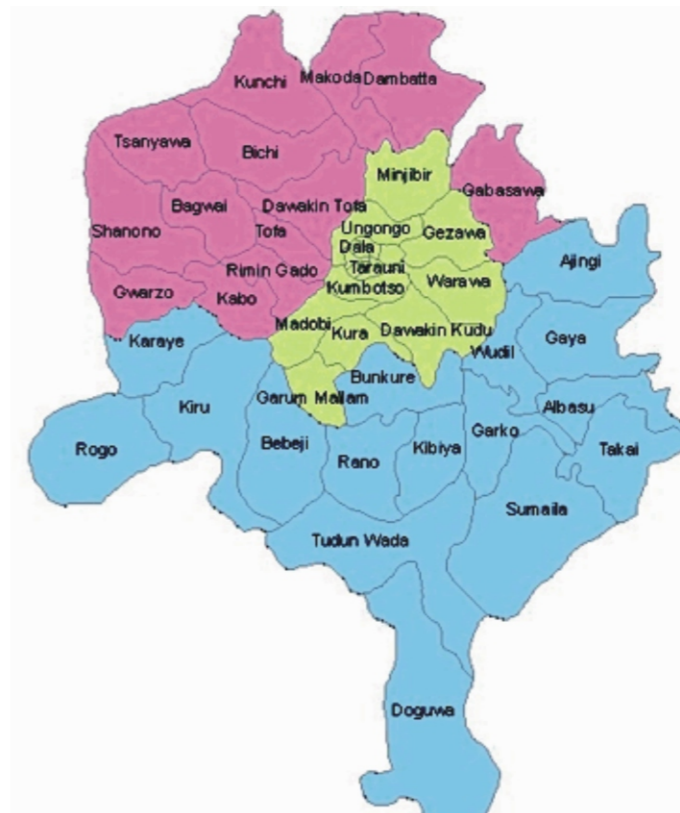 Kunchi
Makoda
Dambatta
Tsanyawa
Bichi
Minjibir
Gabasawa
Bagwai
Dawakin Tofa
Shanono
Tofa
Ungongo
Gezawa
Dala
Ajingi
Rimin Gado
Tarauni
Gwarzo
Kabo
Kumbotso
Warawa
Madobi
Kura
Dawakin Kudu
Karaye
Wudil
Gaya
Bunkure
Kiru
Garum Mallam
Albasu
Rogo
Bebeji
Rano
Kibiya
Garko
Takai
Sumaila
Tudun Wada
Doguwa